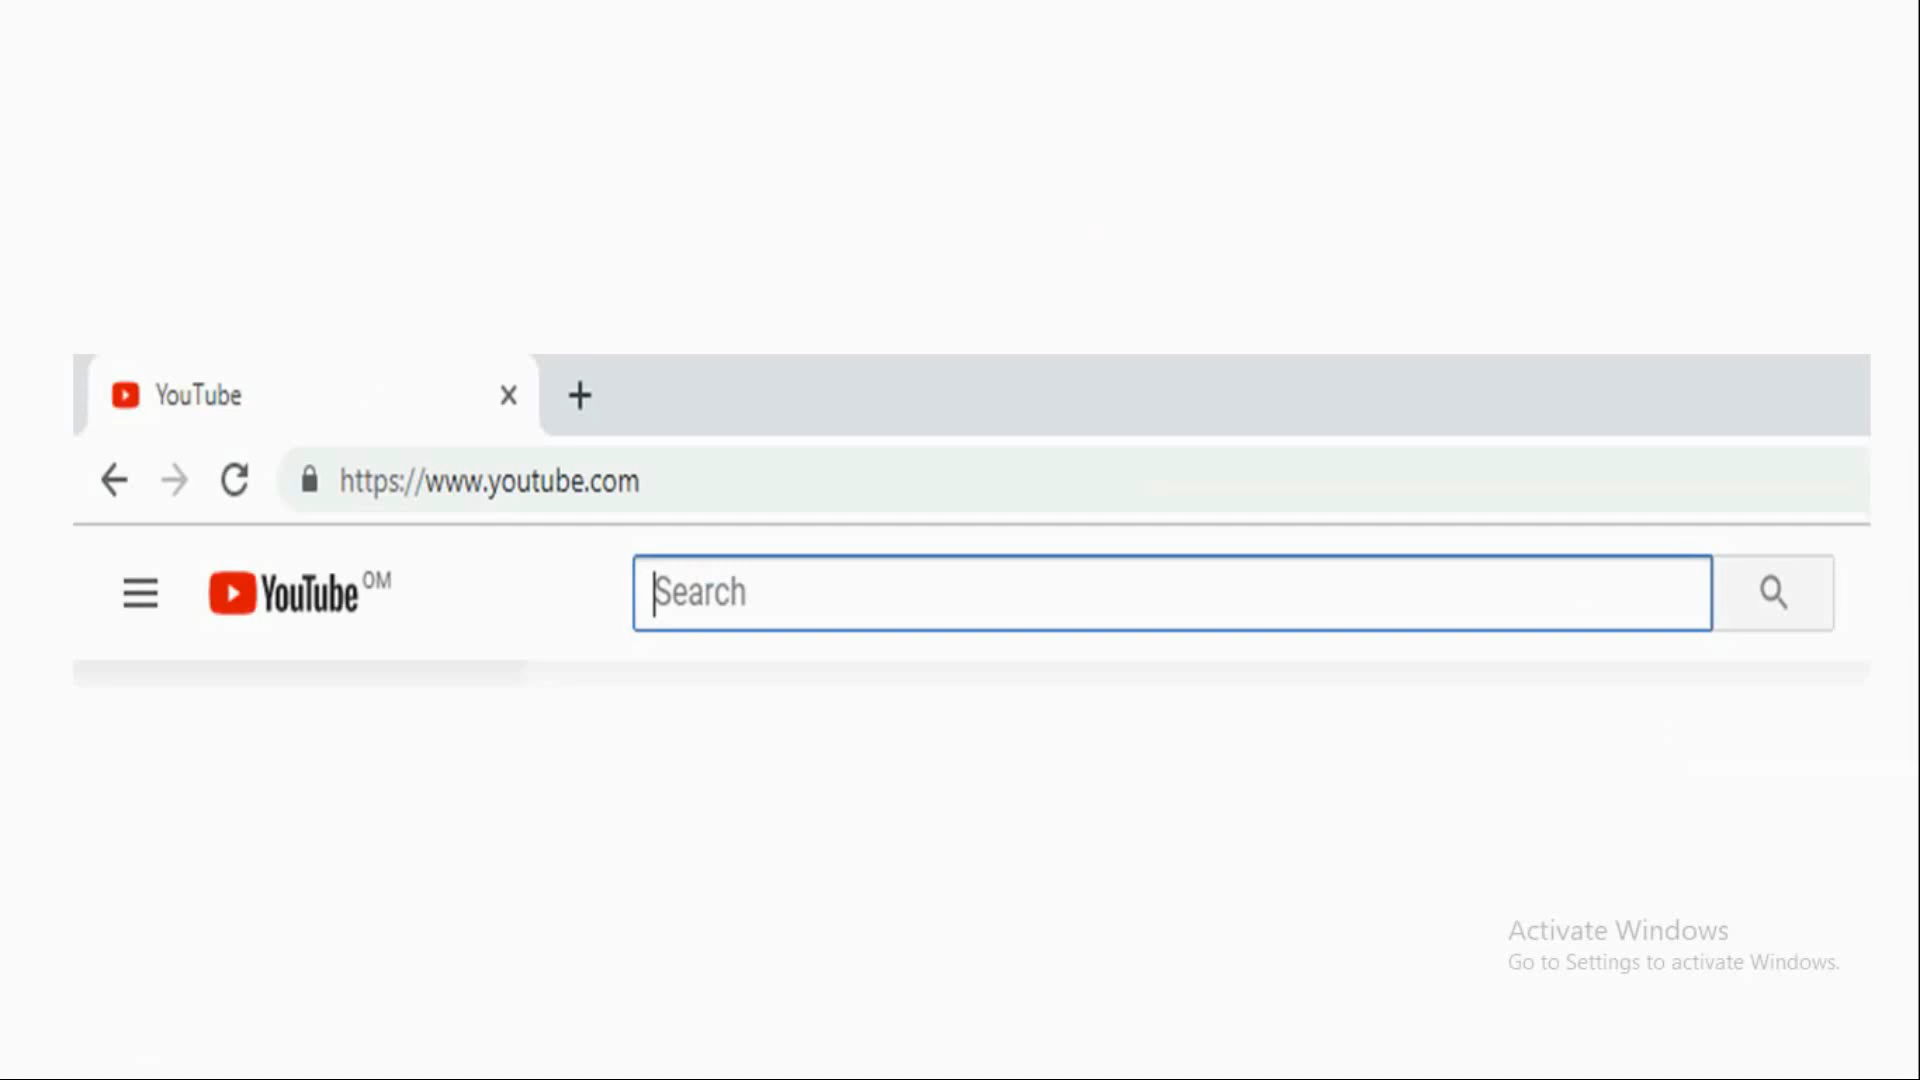 YouTube
https://www.youtube.com
YouTube OM
Search
Activate Windows
Go to Settings to activate Windows.